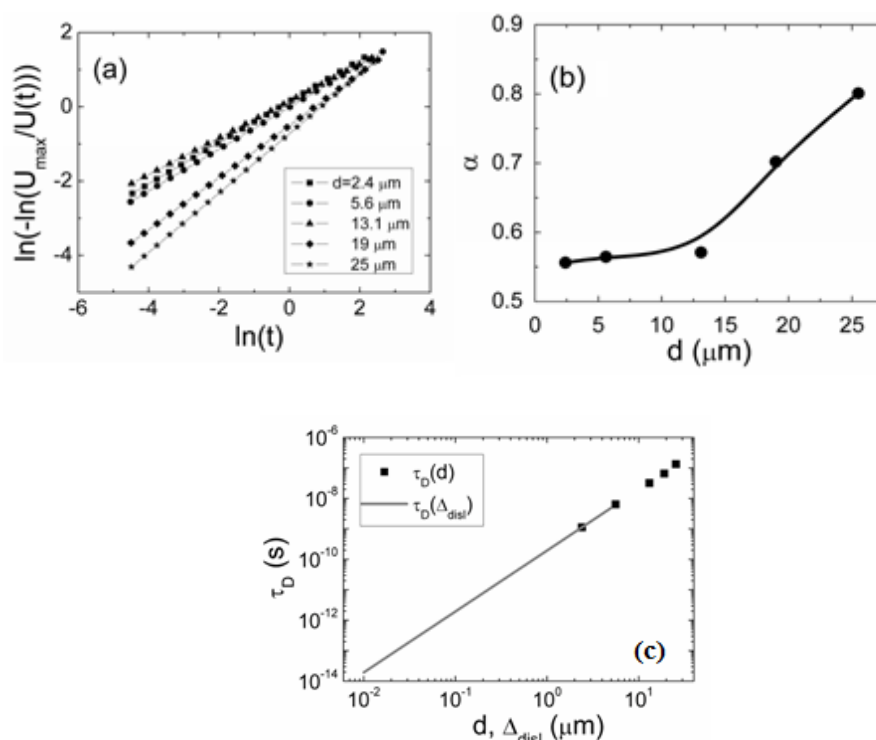 (a)
ln(-ln(U_max/U(t)))
2
0
-2
-4
-6 -4 -2 0 2 4
ln(t)
d=2.4 μm
5.6 μm
13.1 μm
19 μm
25 μm
(b)
α
0.9
0.8
0.7
0.6
0.5
0 5 10 15 20 25
d (μm)
τ_D (s)
10^-6
10^-8
10^-10
10^-12
10^-14
τ_D(d)
τ_D(Δ_disl)
(c)
10^-2 10^-1 10^0 10^1
d, Δ_disl (μm)